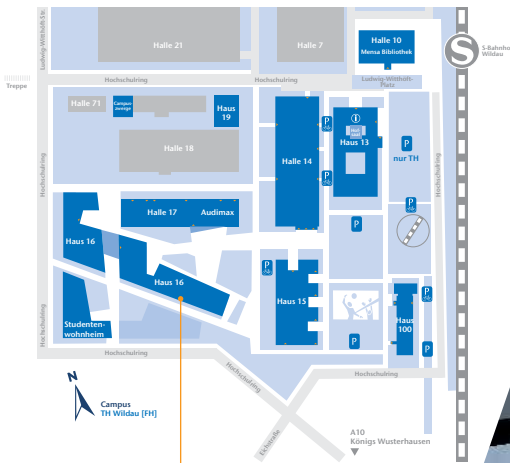 Ludwig-Witthöft-Str.
Halle 21
Halle 7
Halle 10
Mensa Bibliothek
S
S-Bahnhof
Wildau
Treppe
Hochschulring
Hochschulring
Ludwig-Witthöft-
Platz
Halle 71
Campus-
Haus
19
Halle 18
Halle 14
P
i
Haus 13
P
nur TH
P
P
Hochschulring
Hochschulring
Halle 17
Audimax
P
Haus 16
Haus 16
P
Haus 15
P
Haus
100
P
P
Hochschulring
Studenten-
wohnheim
Hochschulring
Hochschulring
Hochschulring
N
Campus
TH Wildau [FH]
Eichstraße
A10
Königs Wusterhausen